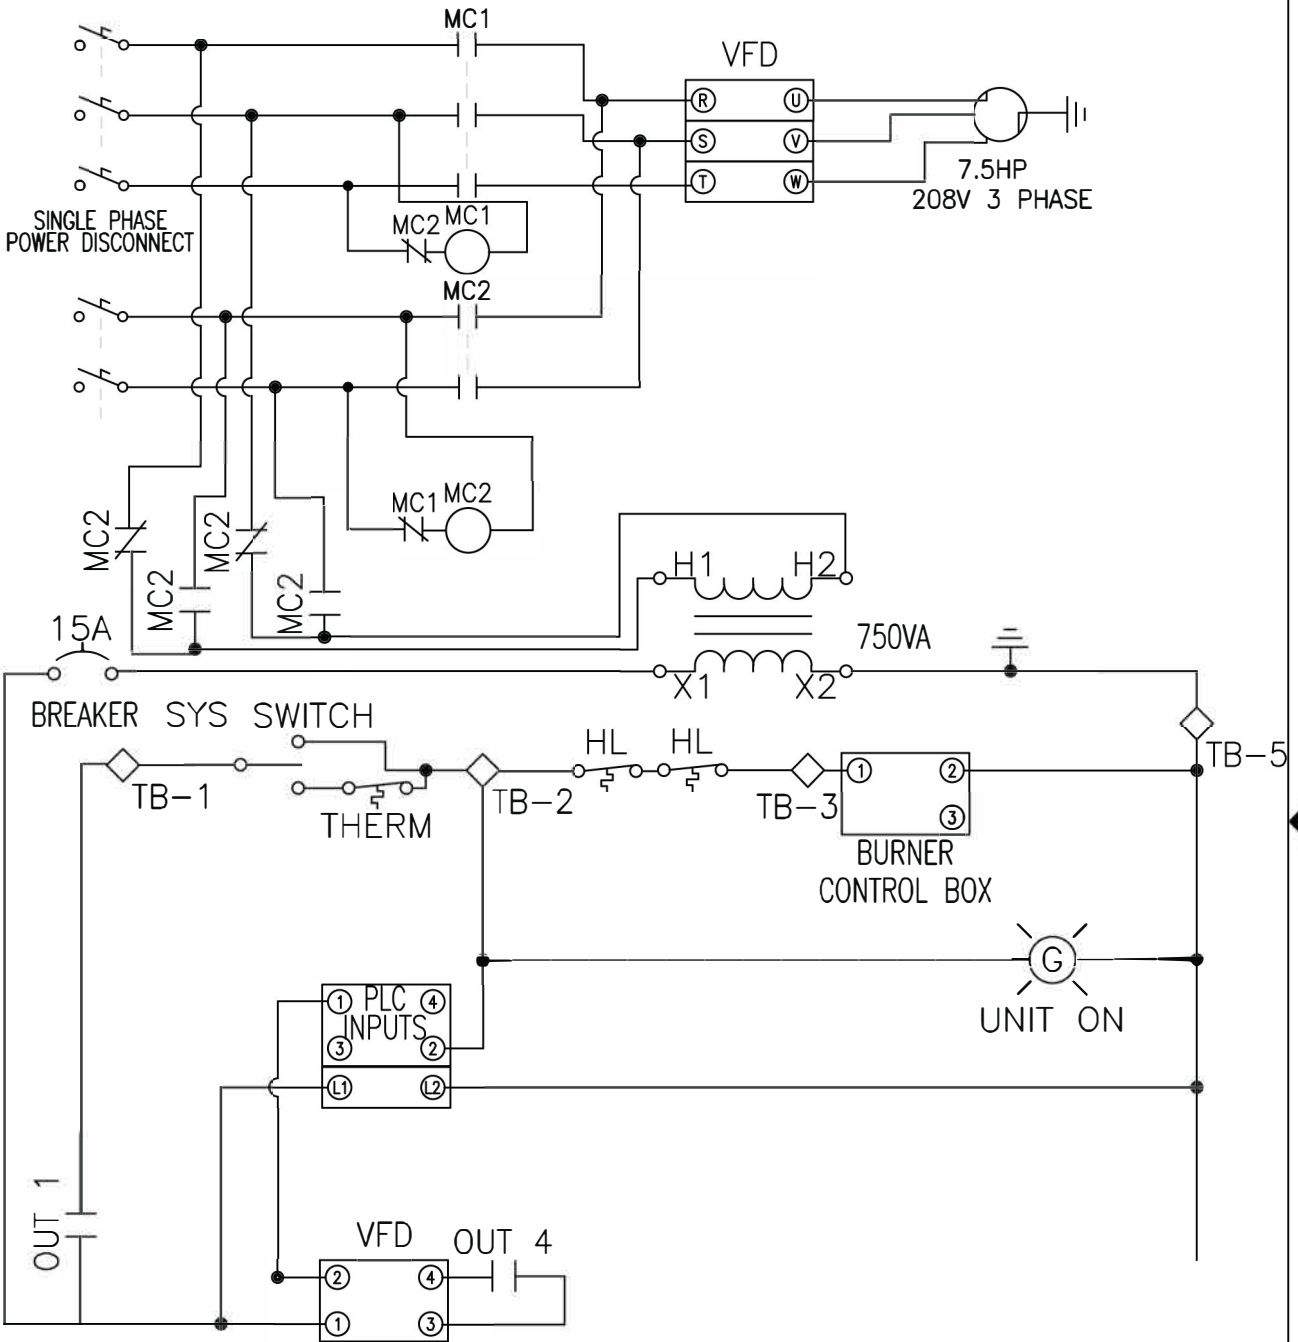 MC1
VFD
R
U
S
V
T
W
7.5HP
208V 3 PHASE
SINGLE PHASE
POWER DISCONNECT
MC2
MC1
MC2
MC1
MC2
MC2
MC2
MC2
MC2
H1
H2
15A
750VA
X1
X2
BREAKER
SYS SWITCH
HL
HL
TB-5
TB-1
TB-2
TB-3
1
2
3
THERM
BURNER
CONTROL BOX
G
UNIT ON
1
PLC
4
INPUTS
3
2
L1
L2
OUT 1
VFD
OUT 4
2
4
1
3